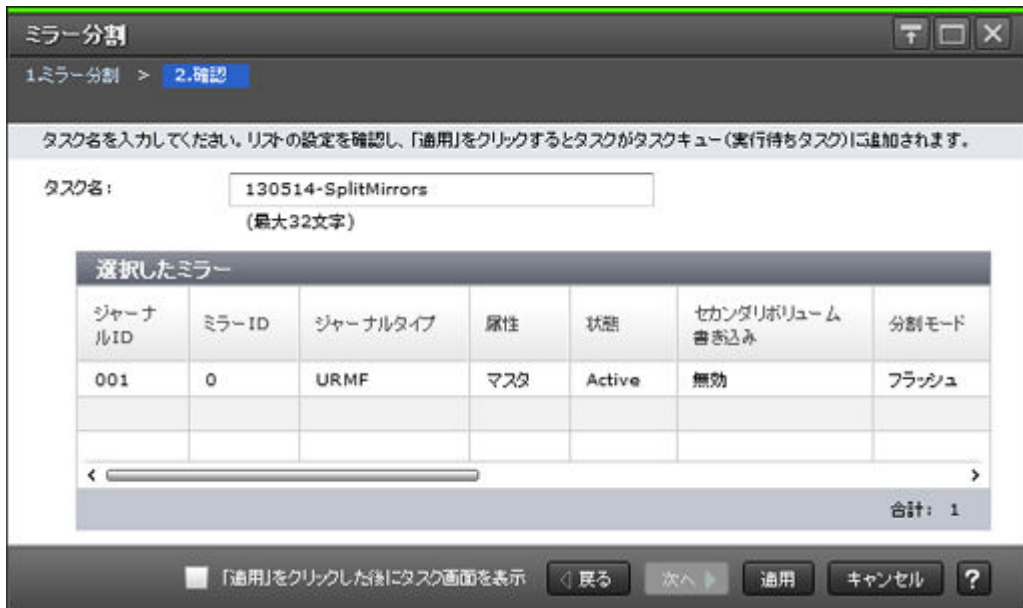 ミラー分割
1.ミラー分割 > 2.確認
タスク名を入力してください。リストの設定を確認し、「適用」をクリックするとタスクがタスクキュー(実行待ちタスク)に追加されます。
タスク名: 130514-SplitMirrors
(最大32文字)
選択したミラー
ジャーナルID ミラーID ジャーナルタイプ 属性 状態 セカンダリボリューム書き込み 分割モード
001 0 URMF マスタ Active 無効 フラッシュ
合計: 1
「適用」をクリックした後にタスク画面を表示 戻る 次へ 適用 キャンセル ?